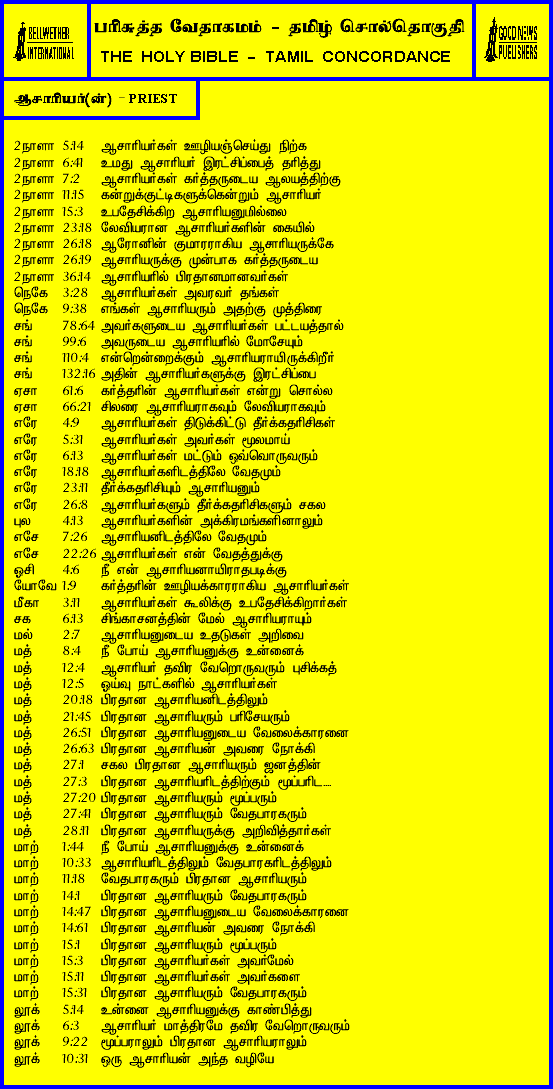 BELLWETHER
INTERNATIONAL
பரிசுத்த வேதாகமம் - தமிழ் சொல்தொகுதி
THE HOLY BIBLE - TAMIL CONCORDANCE
GOOD NEWS
PUBLISHERS
ஆசாரியர்(ன்) - PRIEST
2நாளா 5:14 ஆசாரியர்கள் ஊழியஞ்செய்து நிற்க
2நாளா 6:41 உமது ஆசாரியர் இரட்சிப்பைத் தரித்து
2நாளா 7:2 ஆசாரியர்கள் கர்த்தருடைய ஆலயத்திற்கு
2நாளா 11:15 கன்றுக்குட்டிகளுக்கென்றும் ஆசாரியர்
2நாளா 15:3 உபதேசிக்கிற ஆசாரியனுமில்லை
2நாளா 23:18 லேவியரான ஆசாரியர்களின் கையில்
2நாளா 26:18 ஆரோனின் குமாரராகிய ஆசாரியருக்கே
2நாளா 26:19 ஆசாரியருக்கு முன்பாக கர்த்தருடைய
2நாளா 36:14 ஆசாரியரில் பிரதானமானவர்கள்
நெகே 3:28 ஆசாரியர்கள் அவரவர் தங்கள்
நெகே 9:38 எங்கள் ஆசாரியரும் அதற்கு முத்திரை
சங் 78:64 அவர்களுடைய ஆசாரியர்கள் பட்டயத்தால்
சங் 99:6 அவருடைய ஆசாரியரில் மோசேயும்
சங் 110:4 என்றென்றைக்கும் ஆசாரியராயிருக்கிறீர்
சங் 132:16 அதின் ஆசாரியர்களுக்கு இரட்சிப்பை
ஏசா 61:6 கர்த்தரின் ஆசாரியர்கள் என்று சொல்ல
ஏசா 66:21 சிலரை ஆசாரியராகவும் லேவியராகவும்
எரே 4:9 ஆசாரியர்கள் திடுக்கிட்டு தீர்க்கதரிசிகள்
எரே 5:31 ஆசாரியர்கள் அவர்கள் மூலமாய்
எரே 6:13 ஆசாரியர்கள் மட்டும் ஒவ்வொருவரும்
எரே 18:18 ஆசாரியர்களிடத்திலே வேதமும்
எரே 23:11 தீர்க்கதரிசியும் ஆசாரியனும்
எரே 26:8 ஆசாரியர்களும் தீர்க்கதரிசிகளும் சகல
புல 4:13 ஆசாரியர்களின் அக்கிரமங்களினாலும்
எசே 7:26 ஆசாரியனிடத்திலே வேதமும்
எசே 22:26 ஆசாரியர்கள் என் வேதத்துக்கு
ஓசி 4:6 நீ என் ஆசாரியனாயிராதபடிக்கு
யோவே 1:9 கர்த்தரின் ஊழியக்காரராகிய ஆசாரியர்கள்
மீகா 3:11 ஆசாரியர்கள் கூலிக்கு உபதேசிக்கிறார்கள்
சக 6:13 சிங்காசனத்தின் மேல் ஆசாரியராயும்
மல் 2:7 ஆசாரியனுடைய உதடுகள் அறிவை
மத் 8:4 நீ போய் ஆசாரியனுக்கு உன்னைக்
மத் 12:4 ஆசாரியர் தவிர வேறொருவரும் புசிக்கத்
மத் 12:5 ஓய்வு நாட்களில் ஆசாரியர்கள்
மத் 20:18 பிரதான ஆசாரியனிடத்திலும்
மத் 21:45 பிரதான ஆசாரியரும் பரிசேயரும்
மத் 26:51 பிரதான ஆசாரியனுடைய வேலைக்காரனை
மத் 26:63 பிரதான ஆசாரியன் அவரை நோக்கி
மத் 27:1 சகல பிரதான ஆசாரியரும் ஜனத்தின்
மத் 27:3 பிரதான ஆசாரியரிடத்திற்கும் மூப்பரிட....
மத் 27:20 பிரதான ஆசாரியரும் மூப்பரும்
மத் 27:41 பிரதான ஆசாரியரும் வேதபாரகரும்
மத் 28:11 பிரதான ஆசாரியருக்கு அறிவித்தார்கள்
மாற் 1:44 நீ போய் ஆசாரியனுக்கு உன்னைக்
மாற் 10:33 ஆசாரியரிடத்திலும் வேதபாரகரிடத்திலும்
மாற் 11:18 வேதபாரகரும் பிரதான ஆசாரியரும்
மாற் 14:1 பிரதான ஆசாரியரும் வேதபாரகரும்
மாற் 14:47 பிரதான ஆசாரியனுடைய வேலைக்காரனை
மாற் 14:61 பிரதான ஆசாரியன் அவரை நோக்கி
மாற் 15:1 பிரதான ஆசாரியரும் மூப்பரும்
மாற் 15:3 பிரதான ஆசாரியர்கள் அவர்மேல்
மாற் 15:11 பிரதான ஆசாரியர்கள் அவர்களை
மாற் 15:31 பிரதான ஆசாரியரும் வேதபாரகரும்
லூக் 5:14 உன்னை ஆசாரியனுக்கு காண்பித்து
லூக் 6:3 ஆசாரியர் மாத்திரமே தவிர வேறொருவரும்
லூக் 9:22 மூப்பராலும் பிரதான ஆசாரியராலும்
லூக் 10:31 ஒரு ஆசாரியன் அந்த வழியே